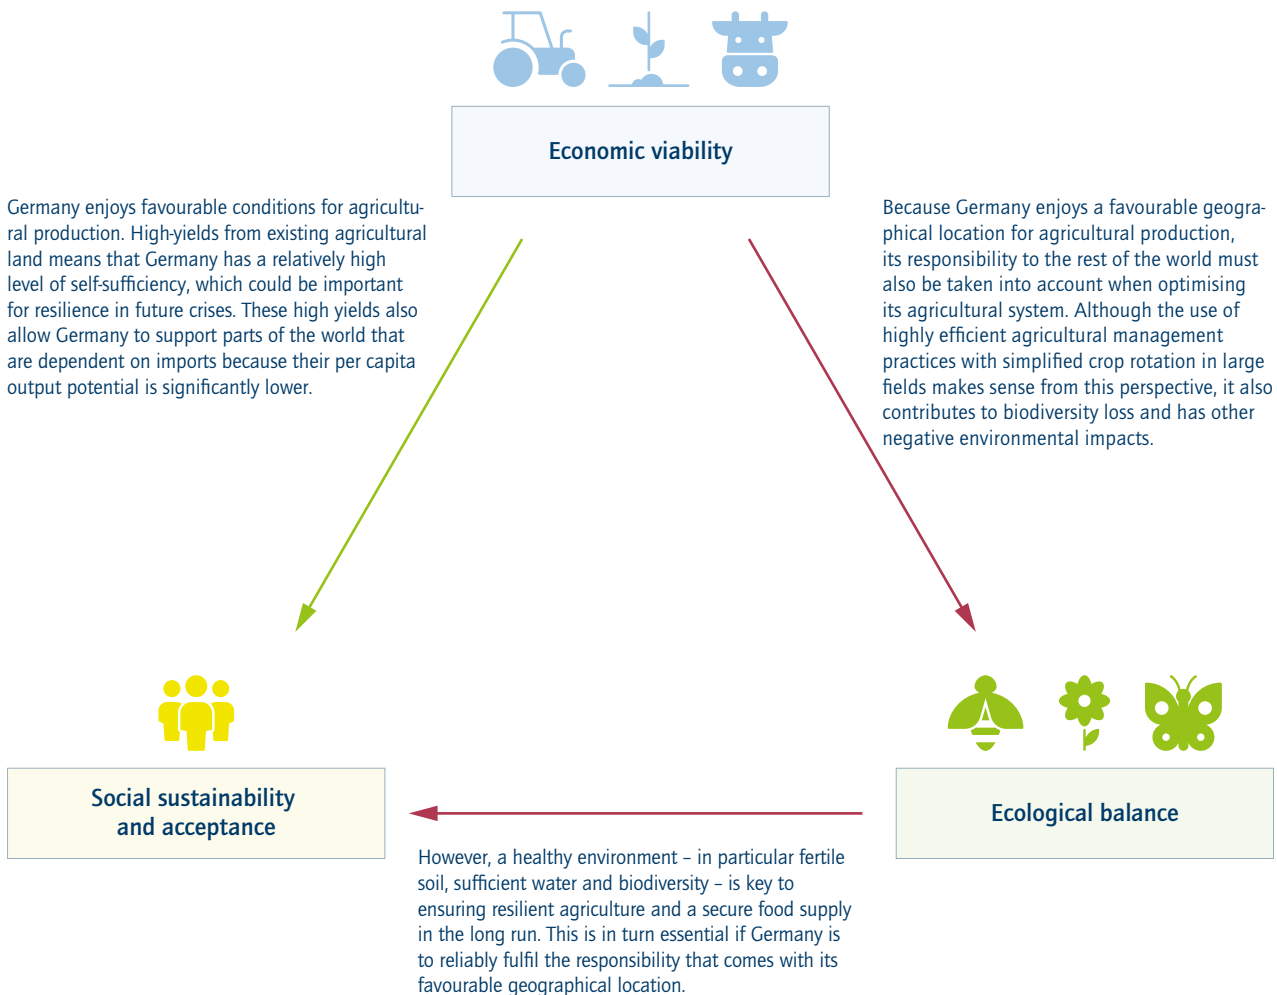 Economic viability
Germany enjoys favourable conditions for agricultu-
ral production. High-yields from existing agricultural
land means that Germany has a relatively high
level of self-sufficiency, which could be important
for resilience in future crises. These high yields also
allow Germany to support parts of the world that
are dependent on imports because their per capita
output potential is significantly lower.
Because Germany enjoys a favourable geogra-
phical location for agricultural production,
its responsibility to the rest of the world must
also be taken into account when optimising
its agricultural system. Although the use of
highly efficient agricultural management
practices with simplified crop rotation in large
fields makes sense from this perspective, it also
contributes to biodiversity loss and has other
negative environmental impacts.
Social sustainability
and acceptance
Ecological balance
However, a healthy environment – in particular fertile
soil, sufficient water and biodiversity – is key to
ensuring resilient agriculture and a secure food supply
in the long run. This is in turn essential if Germany is
to reliably fulfil the responsibility that comes with its
favourable geographical location.